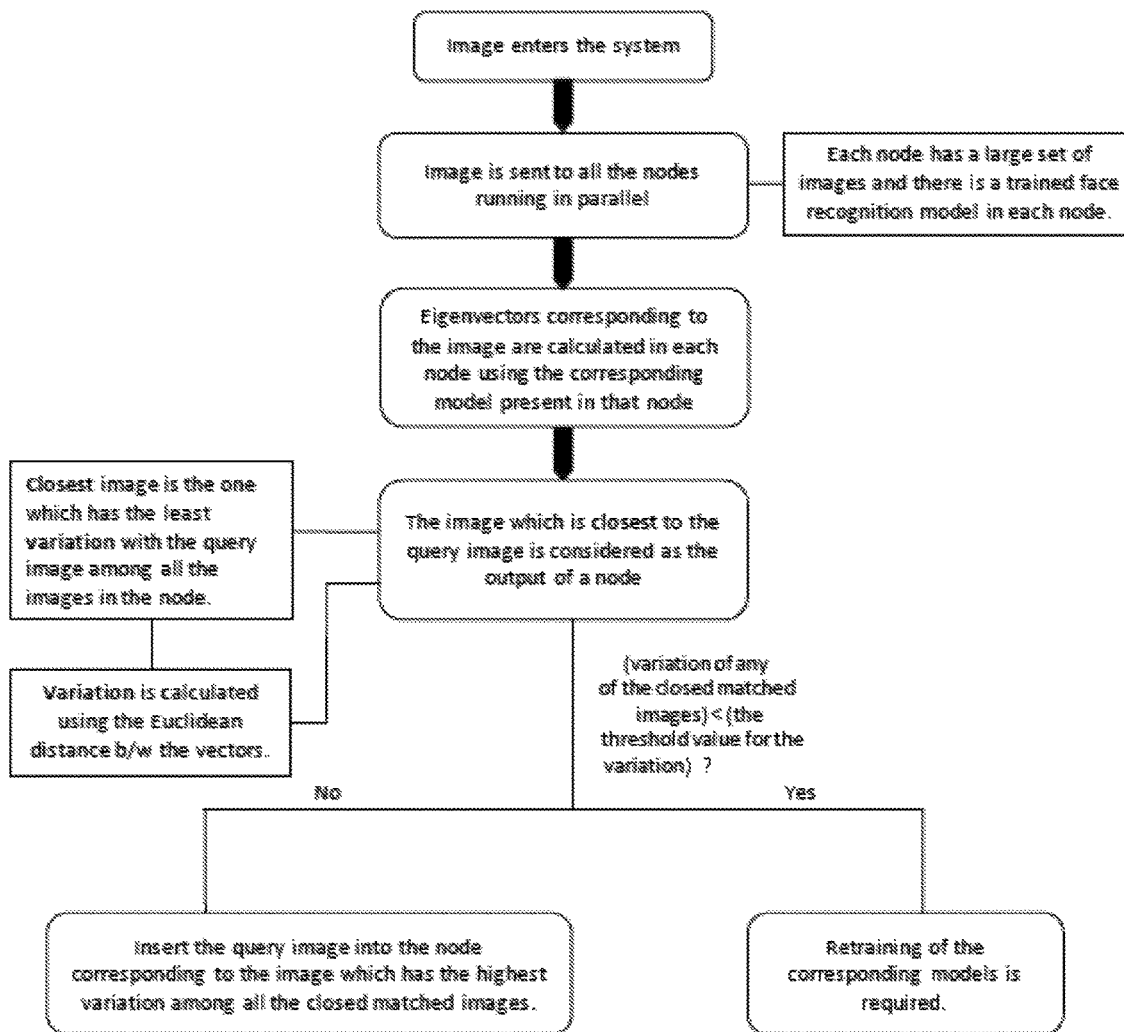 Image enters the system
Image is sent to all the nodes
running in parallel
Each node has a large set of
images and there is a trained face
recognition model in each node.
Eigenvectors corresponding to
the image are calculated in each
node using the corresponding
model present in that node
Closest image is the one
which has the least
variation with the query
image among all the
images in the node.
The image which is closest to the
query image is considered as the
output of a node
Variation is calculated
using the Euclidean
distance b/w the vectors.
(variation of any
of the closed matched
images) < (the
threshold value for the
variation) ?
No
Yes
Insert the query image into the node
corresponding to the image which has the highest
variation among all the closed matched images.
Retraining of the
corresponding models is
required.